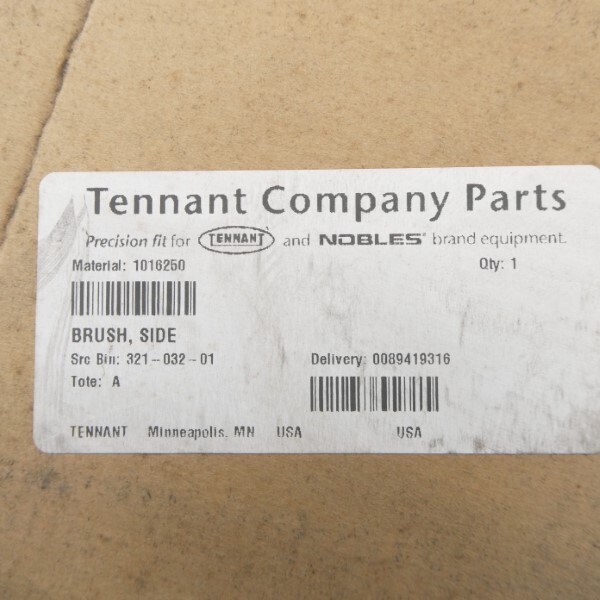 Tennant Company Parts
Precision fit for TENNANT and NOBLES® brand equipment.
Material: 1016250 Qty: 1
BRUSH, SIDE
Src Bin: 321-032-01 Delivery: 0089419316
Tote: A
TENNANT Minneapolis, MN USA USA